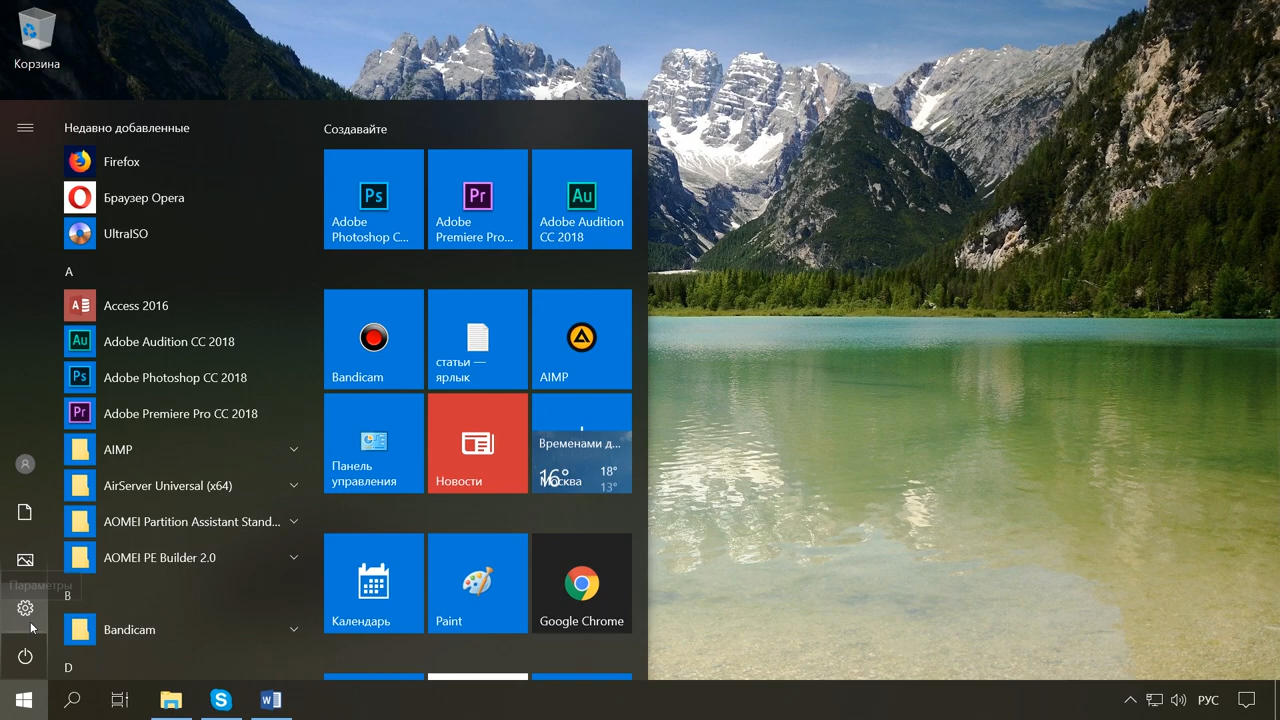 Корзина
Недавно добавленные
Firefox
Браузер Opera
UltraISO
A
Access 2016
Adobe Audition CC 2018
Adobe Photoshop CC 2018
Adobe Premiere Pro CC 2018
AIMP
AirServer Universal (x64)
AOMEI Partition Assistant Stand...
AOMEI PE Builder 2.0
Параметры
B
Bandicam
D
Создавайте
Ps
Adobe
Photoshop C...
Pr
Adobe
Premiere Pro...
Au
Adobe Audition
CC 2018
Bandicam
статьи —
ярлык
AIMP
Панель
управления
Новости
Временами д...
16° 18°
13°
Москва
Календарь
Paint
Google Chrome
РУС